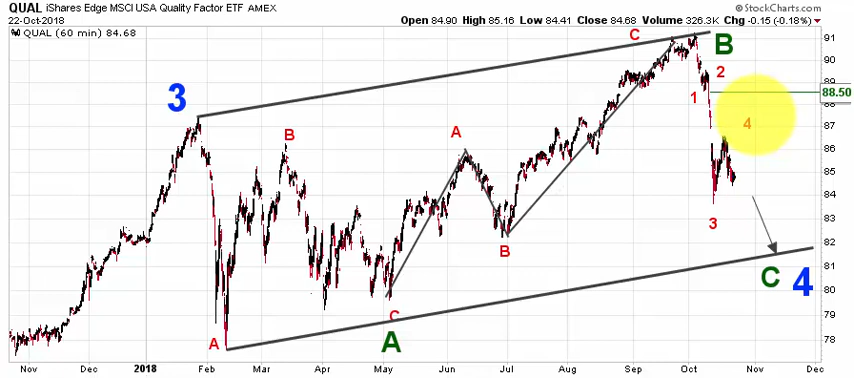 QUAL iShares Edge MSCI USA Quality Factor ETF AMEX
© StockCharts.com
22-Oct-2018
Open 84.90 High 85.16 Low 84.41 Close 84.68 Volume 326.3K Chg -0.15 (-0.18%)
QUAL (60 min) 84.68
C
91
B
90
2
89
3
1
88.50
88
4
87
B
A
86
85
84
3
83
B
82
81
C
4
80
C
A
79
A
78
Nov Dec 2018 Feb Mar Apr May Jun Jul Aug Sep Oct Nov Dec